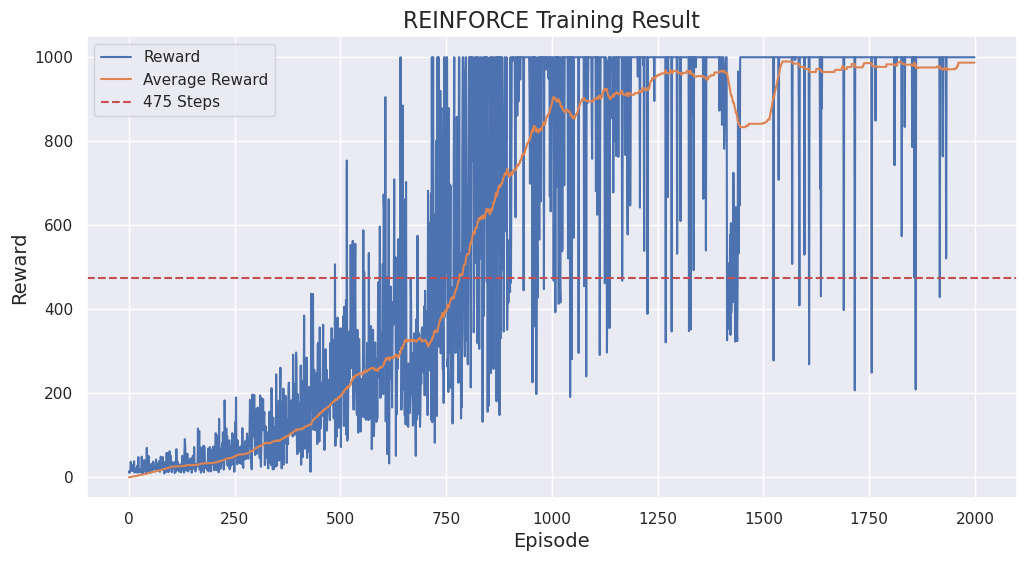 REINFORCE Training Result
Reward
Average Reward
475 Steps
Reward
1000
800
600
400
200
0
0 250 500 750 1000 1250 1500 1750 2000
Episode